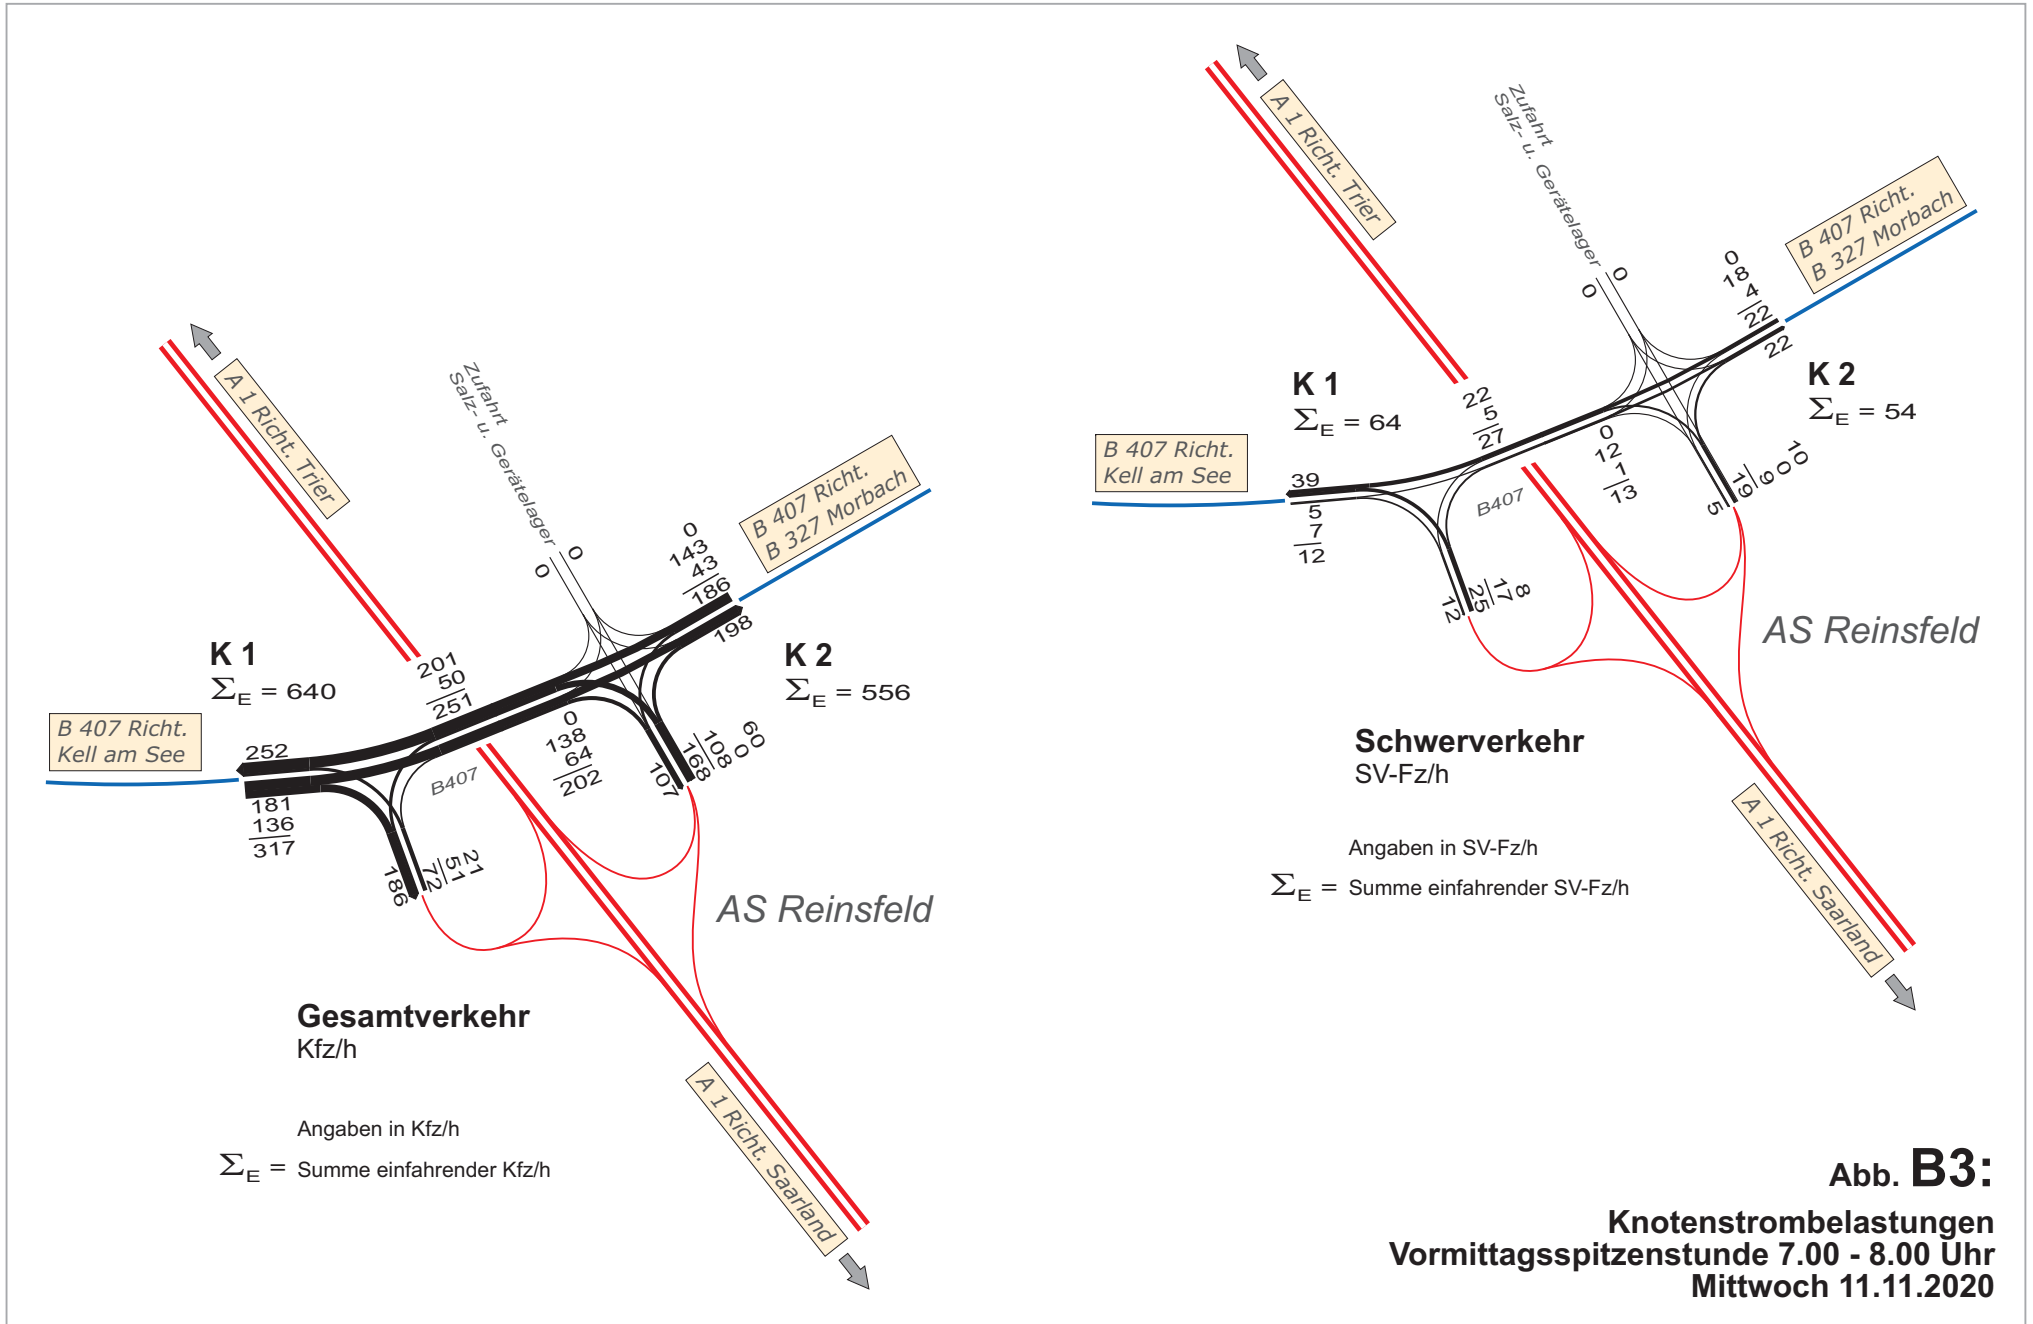 A 1 Richt. Trier
Zufahrt
Salz- u. Gerätelager
0
0
B 407 Richt.
B 327 Morbach
0
143
43
186
198
K 1
ΣE = 640
201
50
251
K 2
ΣE = 556
B 407 Richt.
Kell am See
252
181
136
317
B407
0
138
64
202
107
168
108
0
60
186
72
51
21
AS Reinsfeld
Gesamtverkehr
Kfz/h
Angaben in Kfz/h
ΣE = Summe einfahrender Kfz/h
A 1 Richt. Saarland
A 1 Richt. Trier
Zufahrt
Salz- u. Gerätelager
0
0
B 407 Richt.
B 327 Morbach
0
18
4
22
22
K 1
ΣE = 64
22
5
27
K 2
ΣE = 54
B 407 Richt.
Kell am See
39
5
7
12
B407
0
12
1
13
5
19
9
0
10
12
25
17
8
AS Reinsfeld
Schwerverkehr
SV-Fz/h
Angaben in SV-Fz/h
ΣE = Summe einfahrender SV-Fz/h
A 1 Richt. Saarland
Abb. B3:
Knotenstrombelastungen
Vormittagsspitzenstunde 7.00 - 8.00 Uhr
Mittwoch 11.11.2020